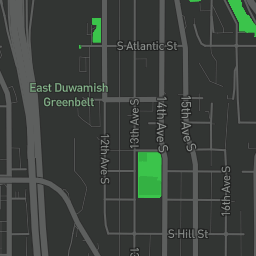 S Atlantic St
East Duwamish
Greenbelt
12th Ave S
13th Ave S
14th Ave S
15th Ave S
16th Ave S
S Hill St